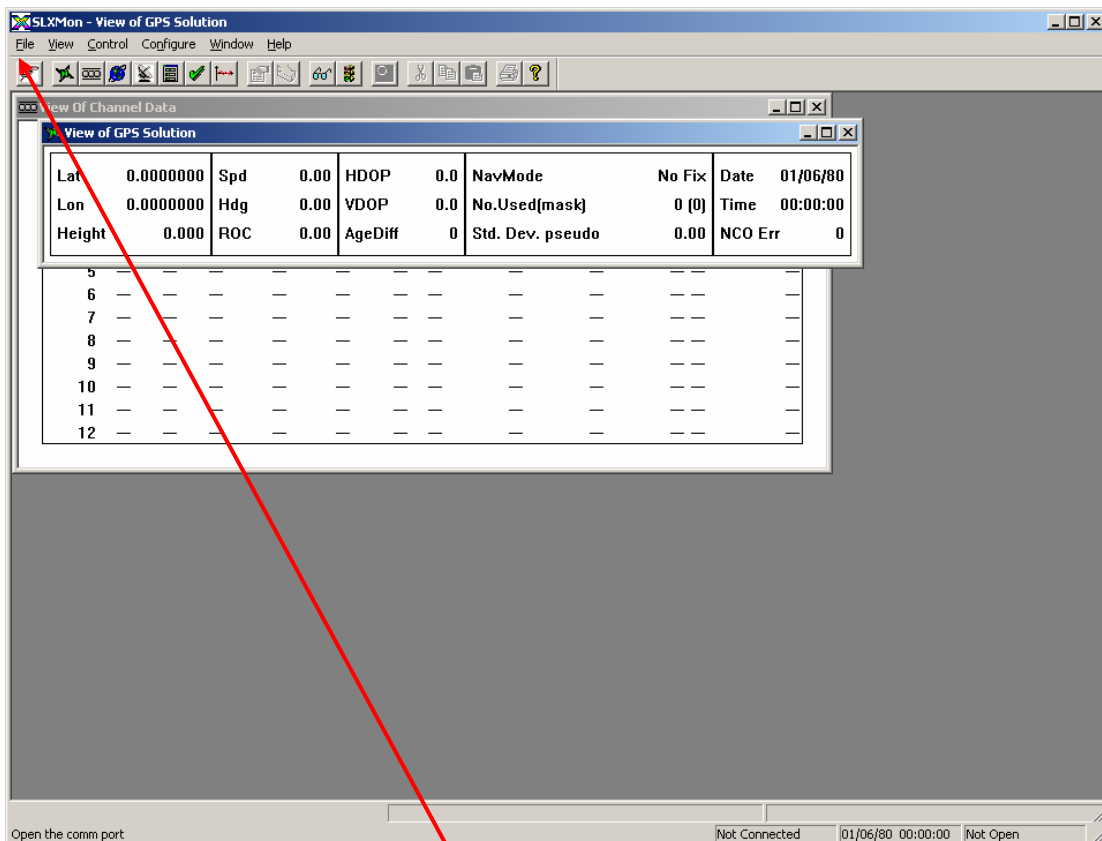 SLXMon - View of GPS Solution
File View Control Configure Window Help
View Of Channel Data
View of GPS Solution
Lat 0.0000000 Spd 0.00 HDOP 0.0 NavMode No Fix Date 01/06/80
Lon 0.0000000 Hdg 0.00 VDOP 0.0 No.Used(mask) 0 (0) Time 00:00:00
Height 0.000 ROC 0.00 AgeDiff 0 Std. Dev. pseudo 0.00 NCO Err 0
5 — — — — — — — — — — — —
6 — — — — — — — — — — — —
7 — — — — — — — — — — — —
8 — — — — — — — — — — — —
9 — — — — — — — — — — — —
10 — — — — — — — — — — — —
11 — — — — — — — — — — — —
12 — — — — — — — — — — — —
Open the comm port Not Connected 01/06/80 00:00:00 Not Open